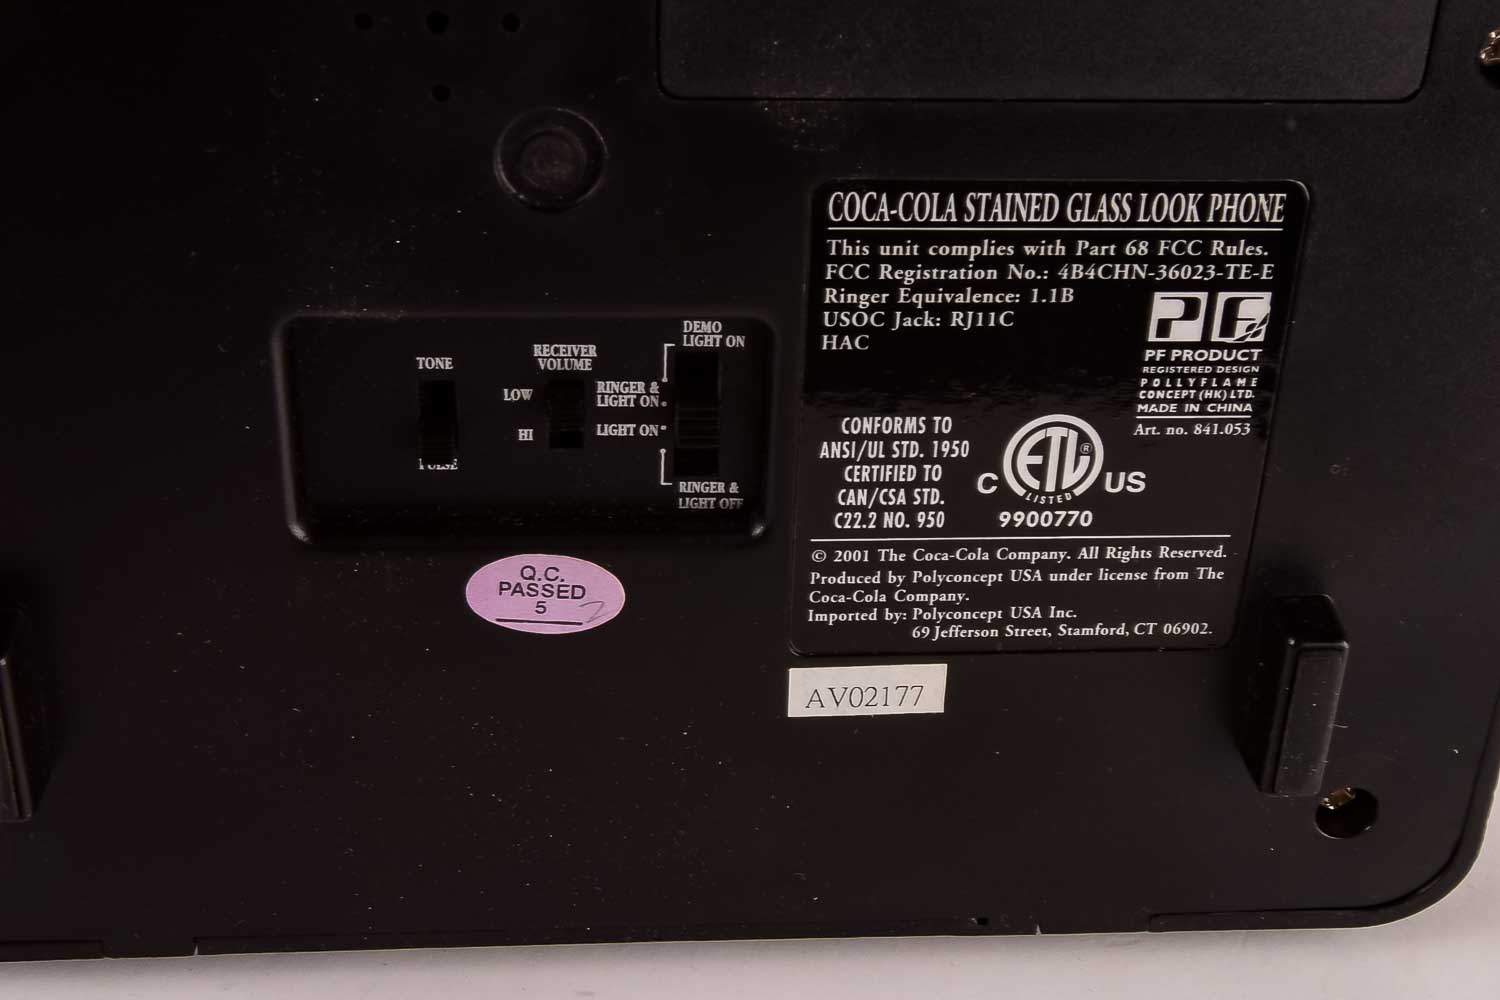 COCA-COLA STAINED GLASS LOOK PHONE
This unit complies with Part 68 FCC Rules.
FCC Registration No.: 4B4CHN-36023-TE-E
Ringer Equivalence: 1.1B
USOC Jack: RJ11C
HAC
PF
PF PRODUCT
REGISTERED DESIGN
POLLYFLAME
CONCEPT (HK) LTD.
MADE IN CHINA
Art. no. 841.053
CONFORMS TO
ANSI/UL STD. 1950
CERTIFIED TO
CAN/CSA STD.
C22.2 NO. 950
C ETL ® US
LISTED
9900770
© 2001 The Coca-Cola Company. All Rights Reserved.
Produced by Polyconcept USA under license from The
Coca-Cola Company.
Imported by: Polyconcept USA Inc.
69 Jefferson Street, Stamford, CT 06902.
AV02177
TONE
PULSE
RECEIVER
VOLUME
LOW
HI
DEMO
LIGHT ON
RINGER &
LIGHT ON
LIGHT ON
RINGER &
LIGHT OFF
Q.C.
PASSED
5 2